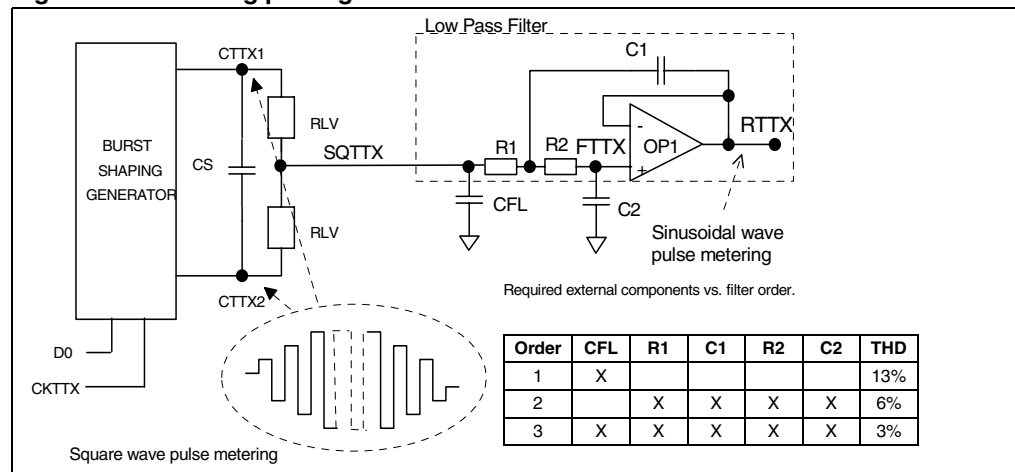 Low Pass Filter
CTTX1
C1
RLV
BURST
SHAPING
GENERATOR
CS
SQTTX
R1
R2
FTTX
-
+
OP1
RTTX
CFL
C2
RLV
Sinusoidal wave
pulse metering
CTTX2
Required external components vs. filter order.
D0
CKTTX
Order CFL R1 C1 R2 C2 THD
1 X 13%
2 X X X X 6%
3 X X X X X 3%
Square wave pulse metering